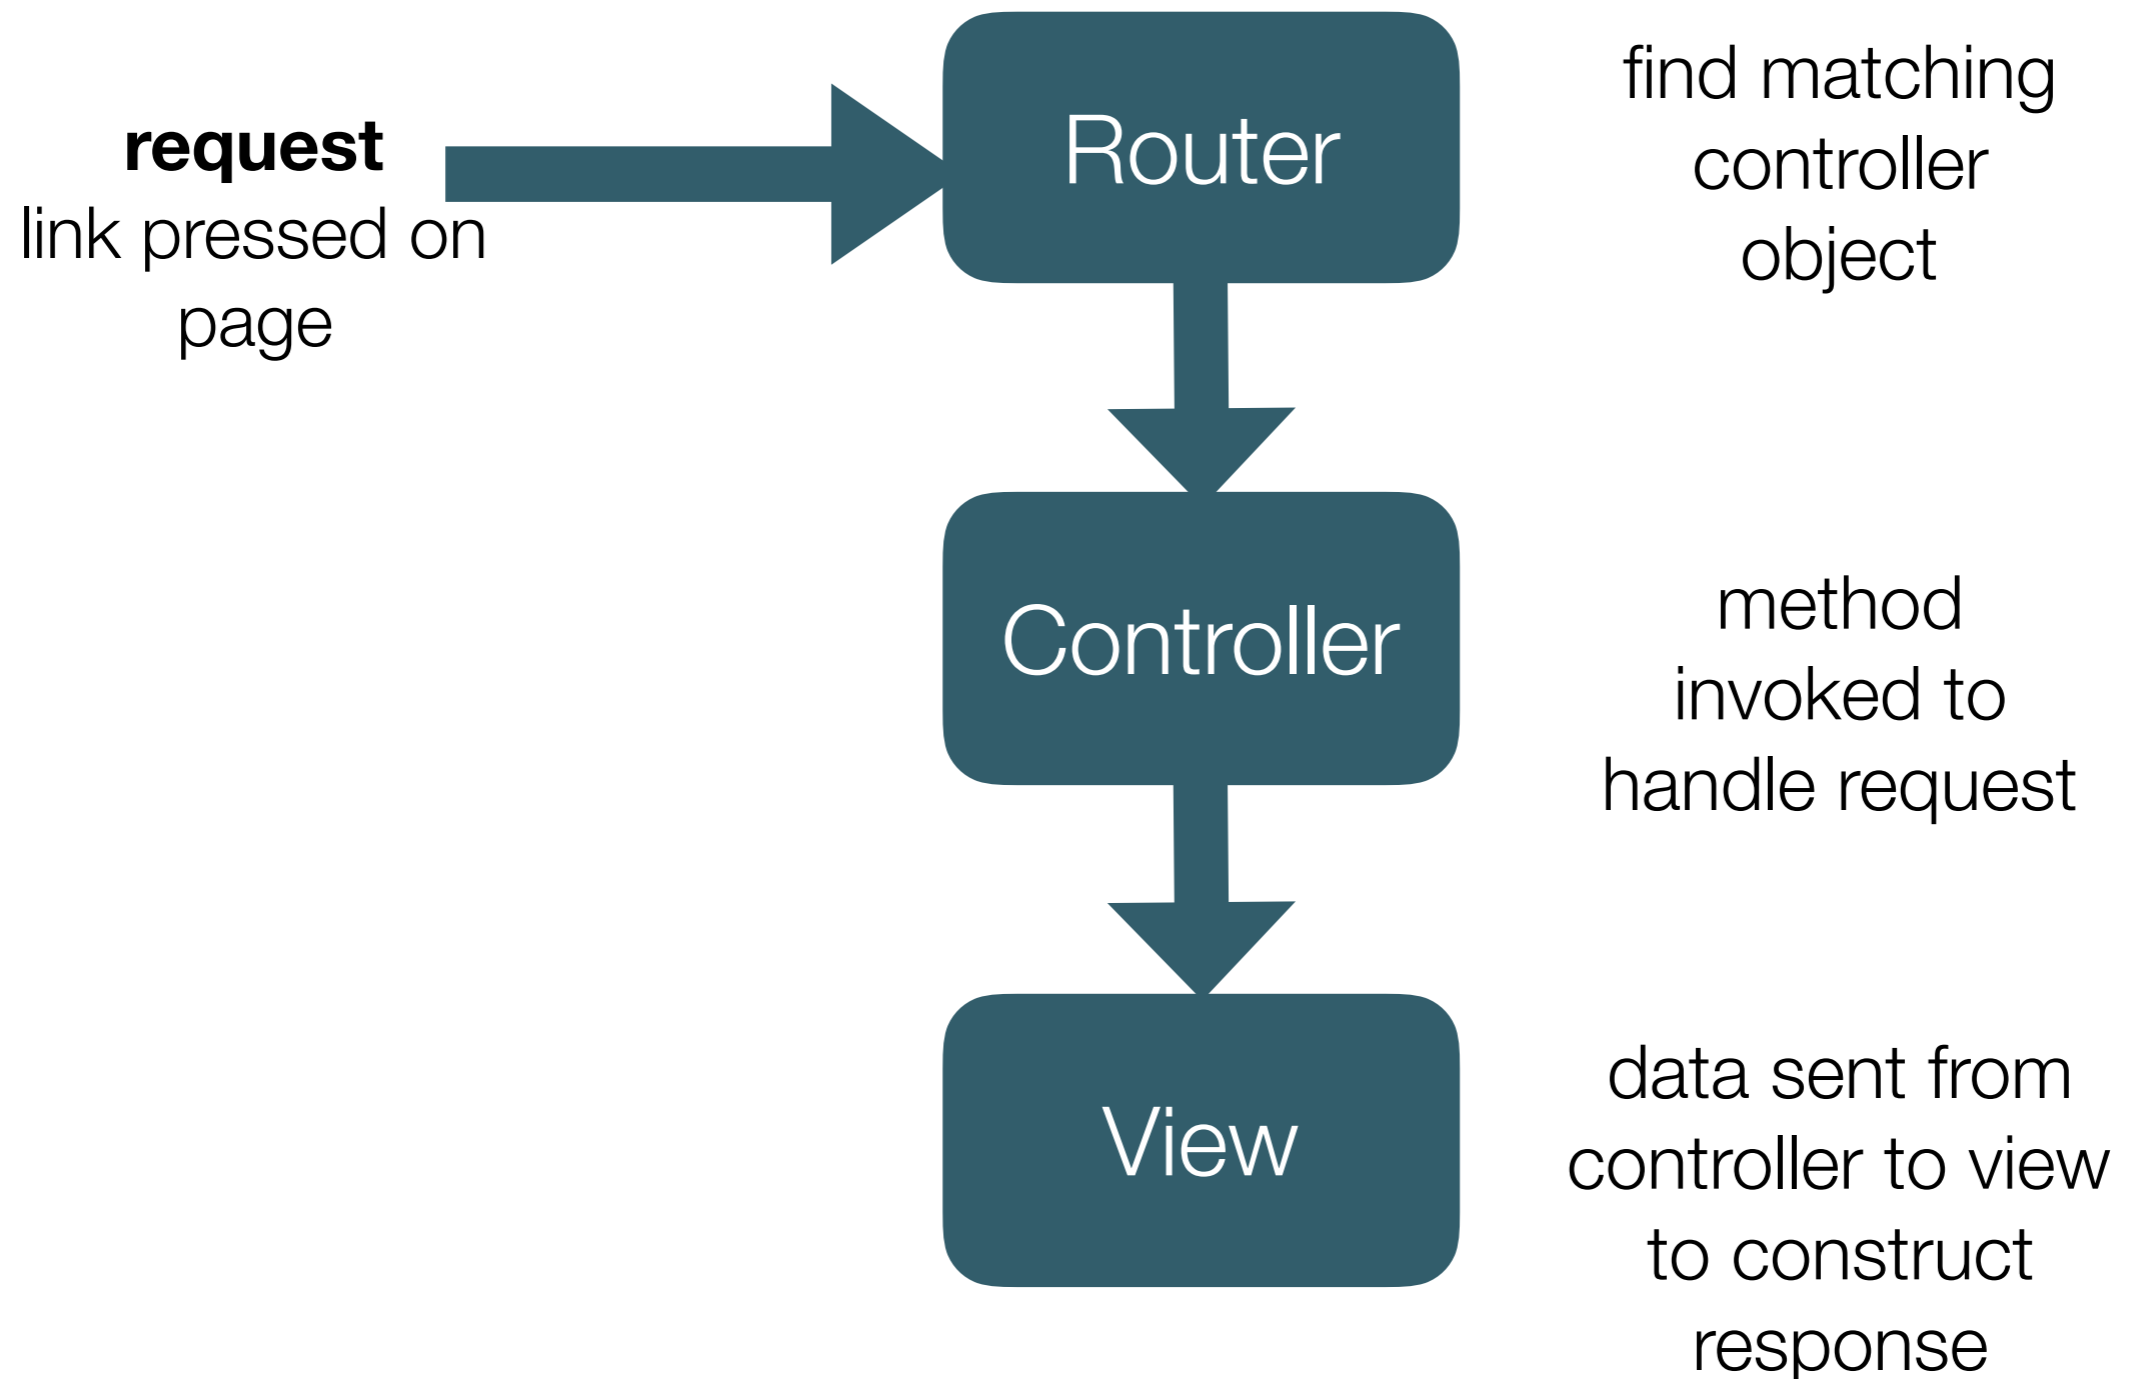 request
link pressed on
page
Router
find matching
controller
object
Controller
method
invoked to
handle request
View
data sent from
controller to view
to construct
response